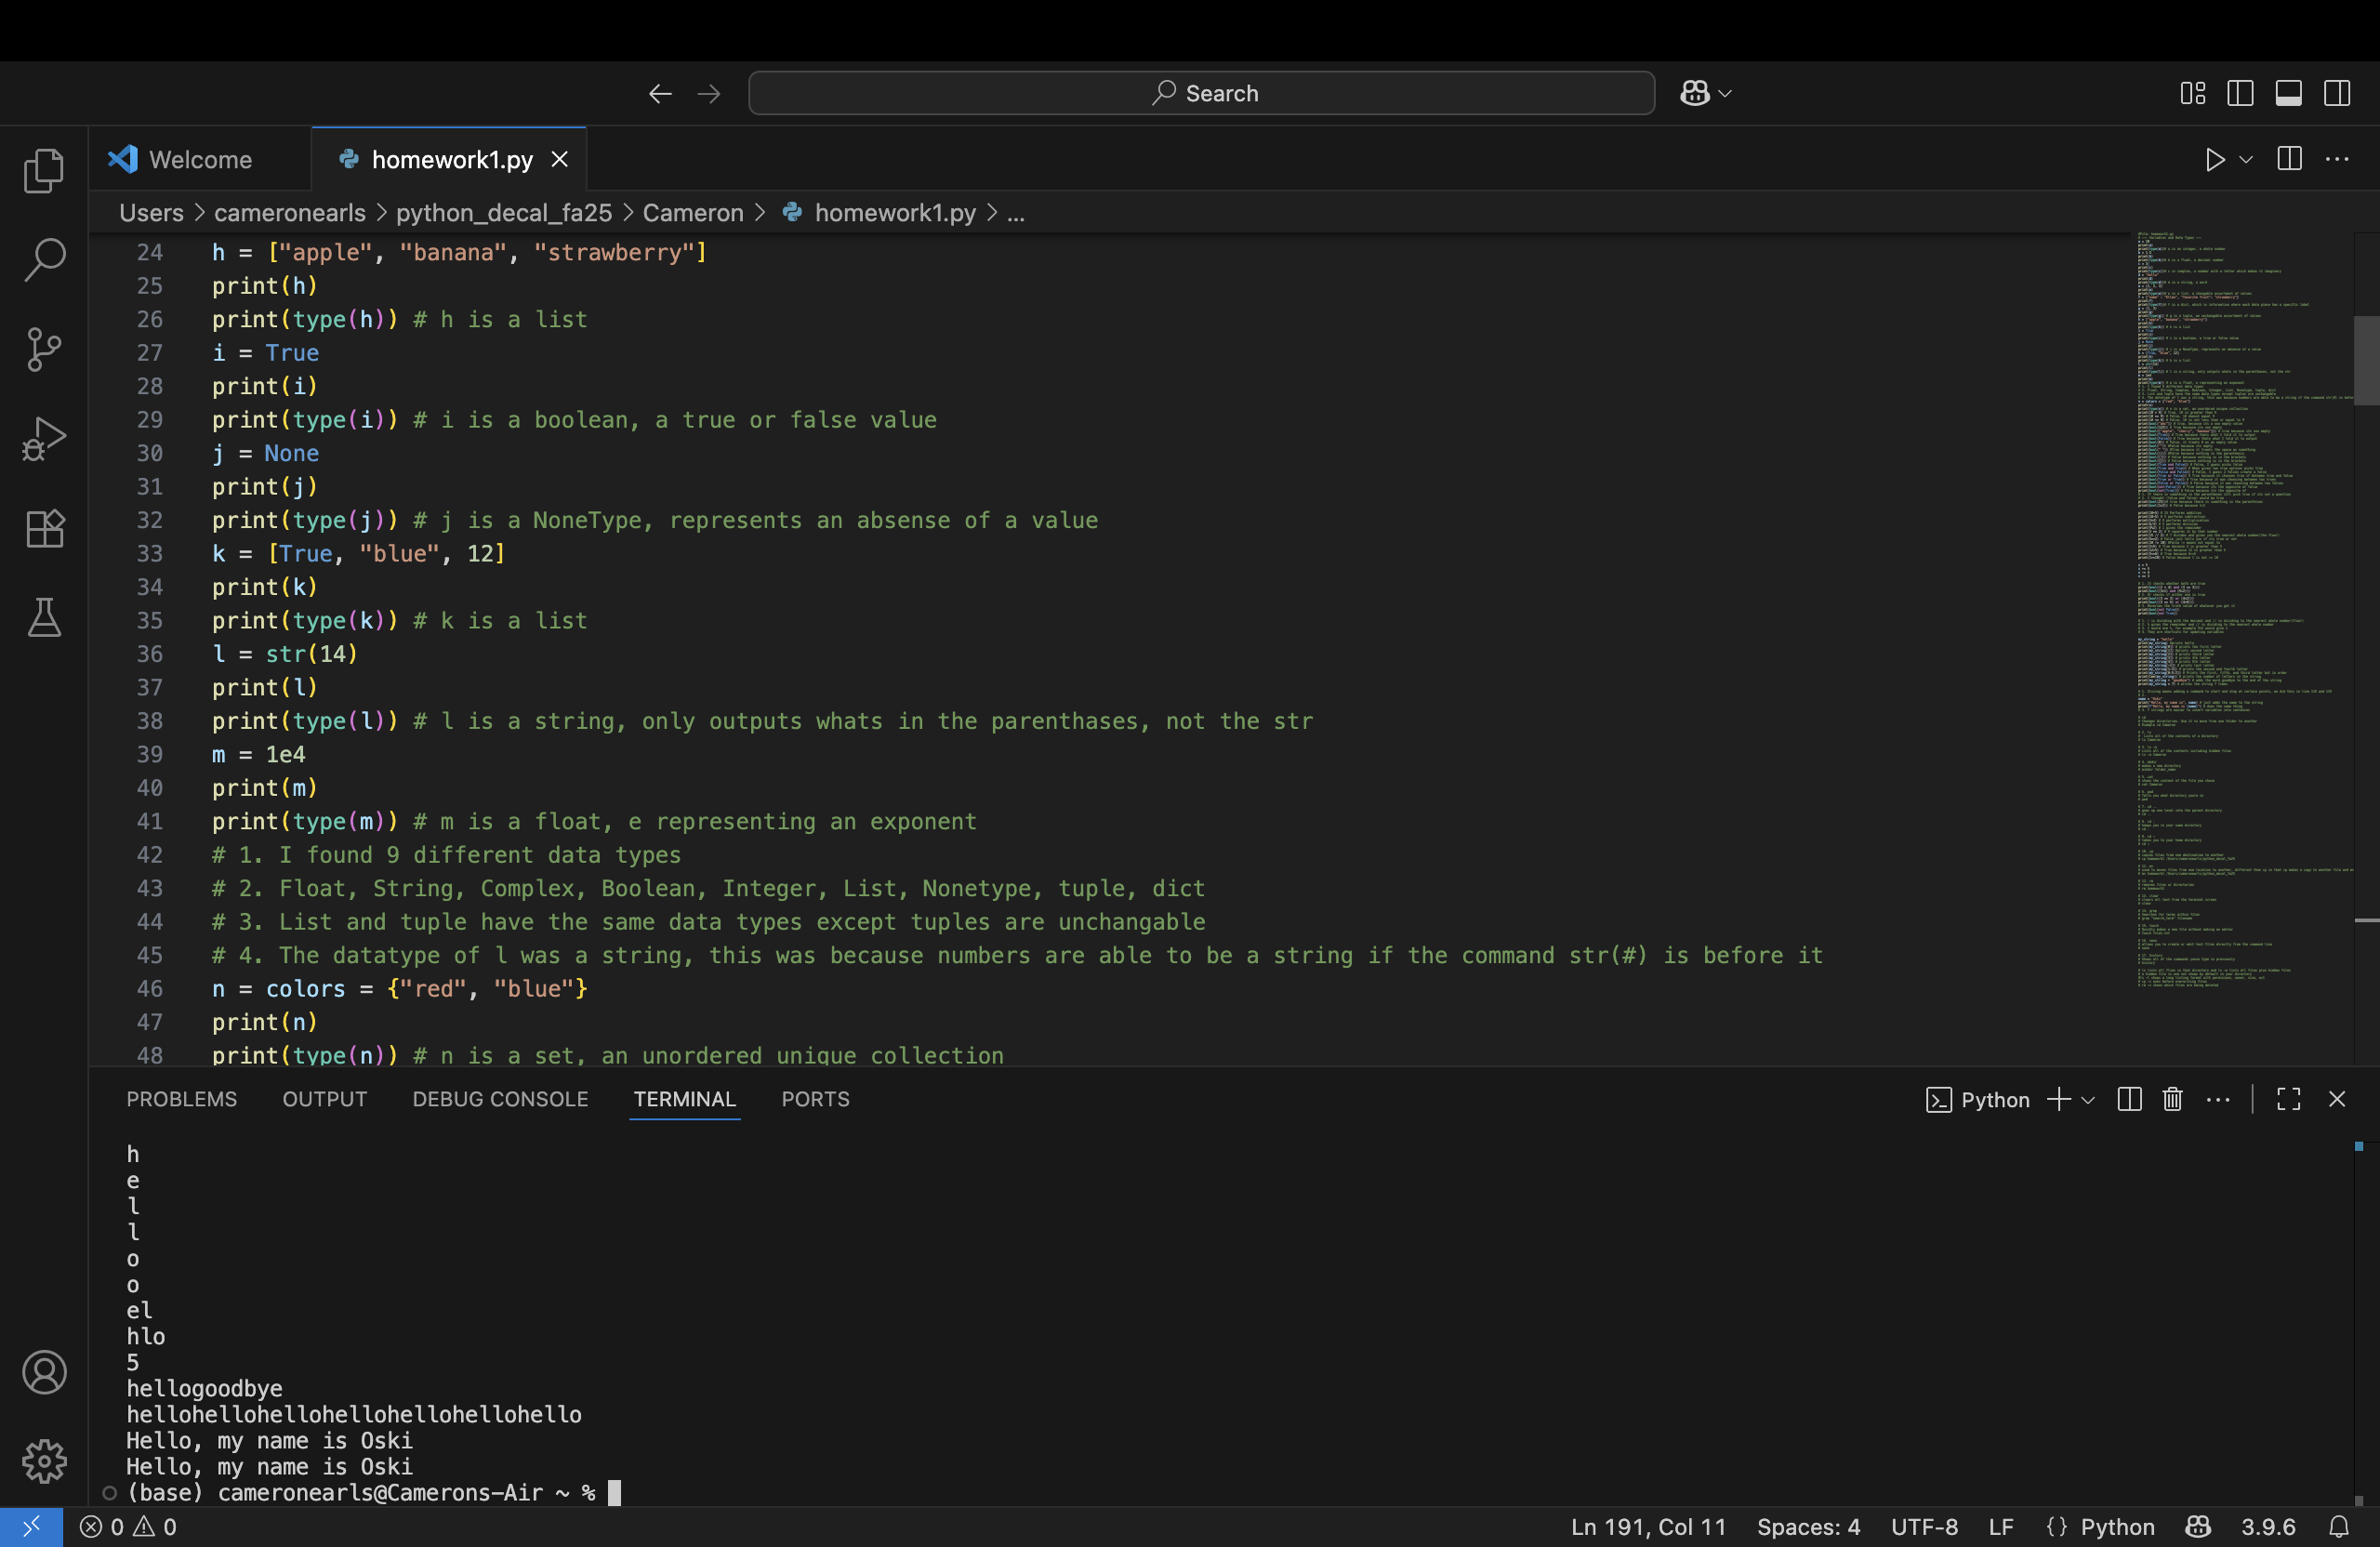 Search
Welcome
homework1.py
Users > cameronearls > python_decal_fa25 > Cameron > homework1.py > ...
24 h = ["apple", "banana", "strawberry"]
25 print(h)
26 print(type(h)) # h is a list
27 i = True
28 print(i)
29 print(type(i)) # i is a boolean, a true or false value
30 j = None
31 print(j)
32 print(type(j)) # j is a NoneType, represents an absense of a value
33 k = [True, "blue", 12]
34 print(k)
35 print(type(k)) # k is a list
36 l = str(14)
37 print(l)
38 print(type(l)) # l is a string, only outputs whats in the parenthases, not the str
39 m = 1e4
40 print(m)
41 print(type(m)) # m is a float, e representing an exponent
42 # 1. I found 9 different data types
43 # 2. Float, String, Complex, Boolean, Integer, List, Nonetype, tuple, dict
44 # 3. List and tuple have the same data types except tuples are unchangable
45 # 4. The datatype of l was a string, this was because numbers are able to be a string if the command str(#) is before it
46 n = colors = {"red", "blue"}
47 print(n)
48 print(type(n)) # n is a set, an unordered unique collection
PROBLEMS OUTPUT DEBUG CONSOLE TERMINAL PORTS
Python
h
e
l
l
o
o
el
hlo
5
hellogoodbye
hellohellohellohellohellohellohello
Hello, my name is Oski
Hello, my name is Oski
(base) cameronearls@Camerons-Air ~ %
0 0
Ln 191, Col 11 Spaces: 4 UTF-8 LF {} Python 3.9.6